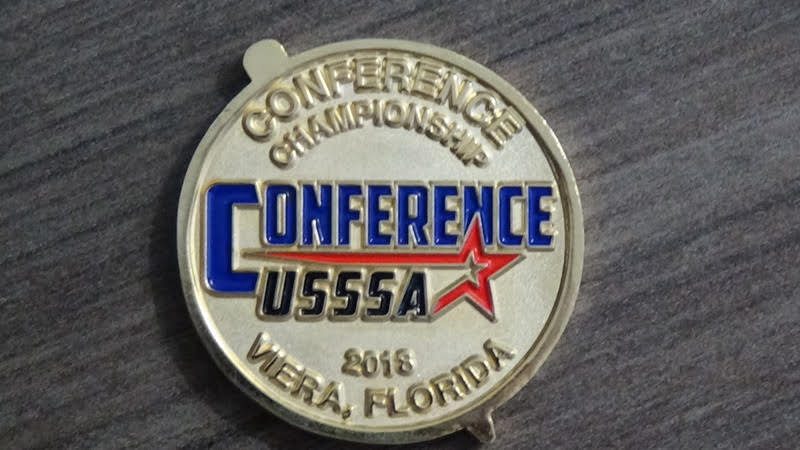 CONFERENCE
CHAMPIONSHIP
CONFERENCE
USSSA
2018
VIERA, FLORIDA